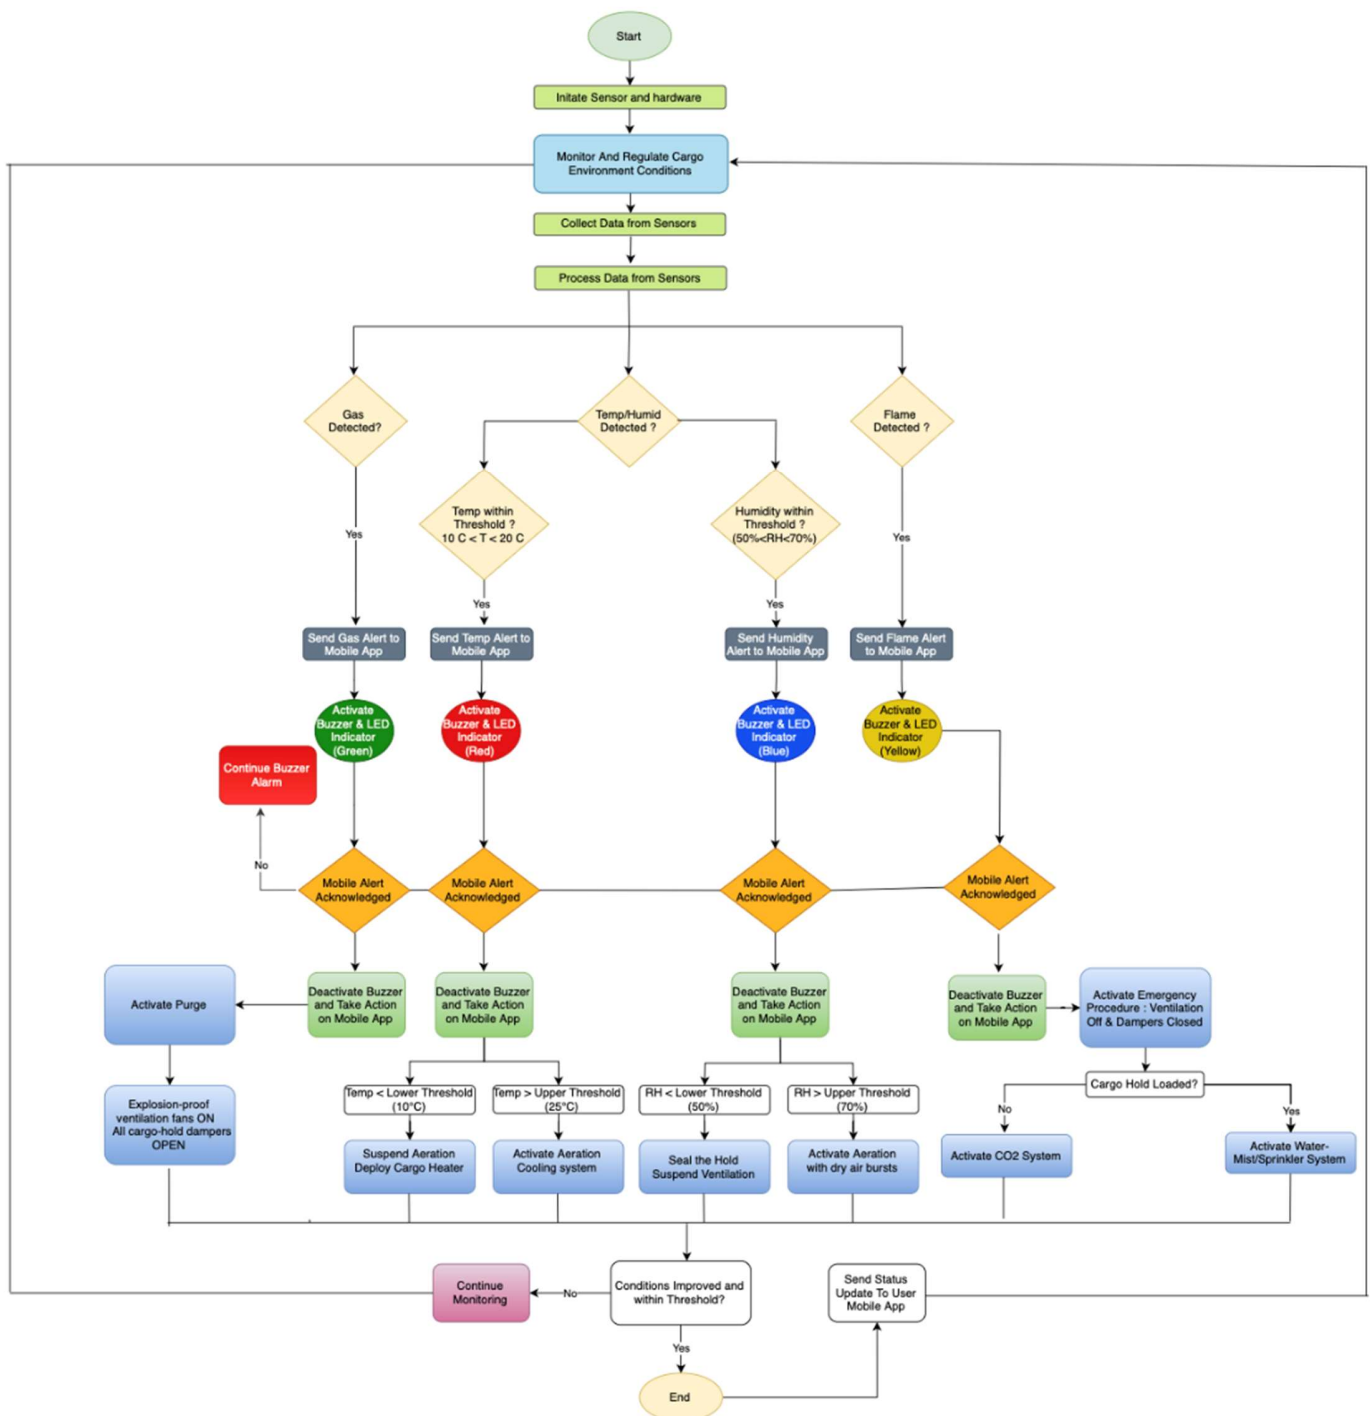 Start
Initate Sensor and hardware
Monitor And Regulate Cargo
Environment Conditions
Collect Data from Sensors
Process Data from Sensors
Gas
Detected?
Temp/Humid
Detected ?
Flame
Detected ?
Temp within
Threshold ?
10 C < T < 20 C
Humidity within
Threshold ?
(50%<RH<70%)
Yes
Yes
Yes
Yes
Send Gas Alert to
Mobile App
Send Temp Alert to
Mobile App
Send Humidity
Alert to Mobile App
Send Flame Alert
to Mobile App
Activate
Buzzer & LED
Indicator
(Green)
Activate
Buzzer & LED
Indicator
(Red)
Activate
Buzzer & LED
Indicator
(Blue)
Activate
Buzzer & LED
Indicator
(Yellow)
Continue Buzzer
Alarm
No
Mobile Alert
Acknowledged
Mobile Alert
Acknowledged
Mobile Alert
Acknowledged
Mobile Alert
Acknowledged
Activate Purge
Deactivate Buzzer
and Take Action
on Mobile App
Deactivate Buzzer
and Take Action
on Mobile App
Deactivate Buzzer
and Take Action
on Mobile App
Deactivate Buzzer
and Take Action
on Mobile App
Activate Emergency
Procedure : Ventilation
Off & Dampers Closed
Explosion-proof
ventilation fans ON
All cargo-hold dampers
OPEN
Temp < Lower Threshold
(10°C)
Temp > Upper Threshold
(25°C)
RH < Lower Threshold
(50%)
RH > Upper Threshold
(70%)
Cargo Hold Loaded?
No
Yes
Suspend Aeration
Deploy Cargo Heater
Activate Aeration
Cooling system
Seal the Hold
Suspend Ventilation
Activate Aeration
with dry air bursts
Activate CO2 System
Activate Water-
Mist/Sprinkler System
Continue
Monitoring
No
Conditions Improved and
within Threshold?
Send Status
Update To User
Mobile App
Yes
End